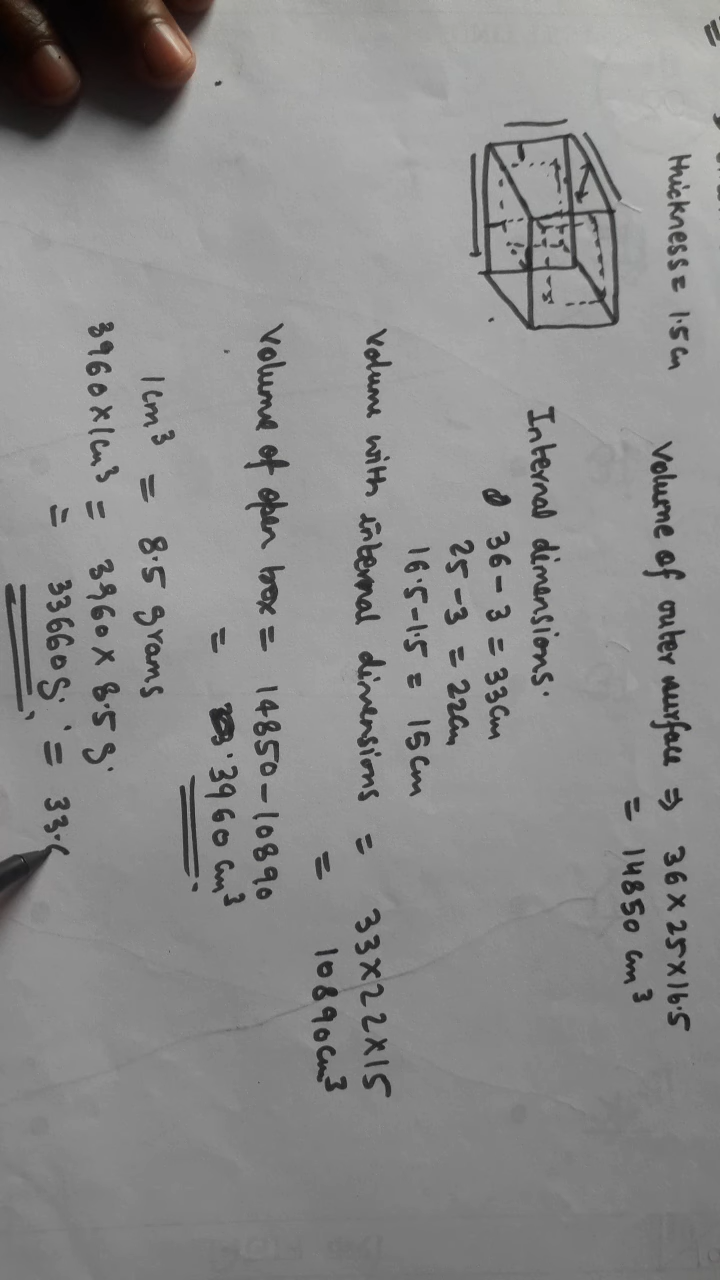 thickness = 1.5cm
Volume of outer surface ⇒ 36 x 25 x 16.5
= 14850 cm³
Internal dimensions.
36 - 3 = 33cm
25 - 3 = 22cm
16.5 - 1.5 = 15cm
Volume with internal dimensions = 33 x 22 x 15
= 10890cm³
Volume of open box = 14850 - 10890
= 3960 cm³
1cm³ = 8.5 grams
3960 x 1cm³ = 3960 x 8.5 g.
= 33660g. = 33.